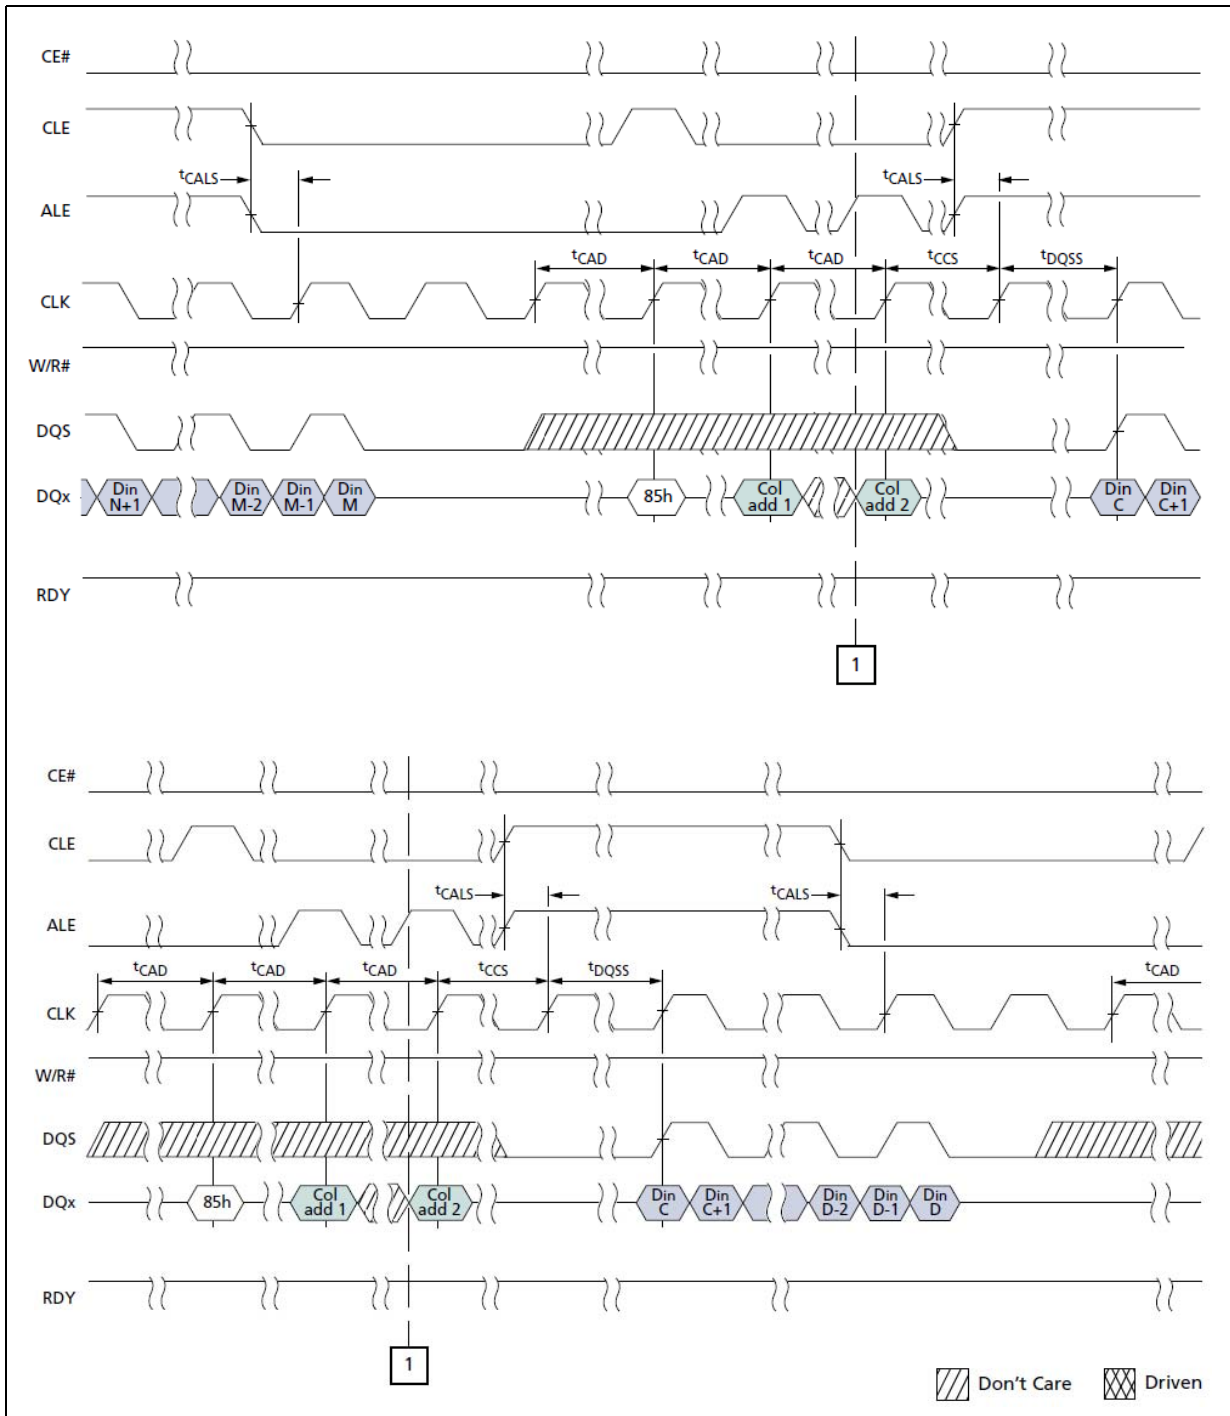 CE#
CLE
tCALS
tCALS
ALE
tCAD
tCAD
tCAD
tCCS
tDQSS
CLK
W/R#
DQS
DQx
Din N+1
Din M-2
Din M-1
Din M
85h
Col add 1
Col add 2
Din C
Din C+1
RDY
1
CE#
CLE
tCALS
tCALS
ALE
tCAD
tCAD
tCAD
tCCS
tDQSS
tCAD
CLK
W/R#
DQS
DQx
85h
Col add 1
Col add 2
Din C
Din C+1
Din D-2
Din D-1
Din D
RDY
1
Don't Care
Driven